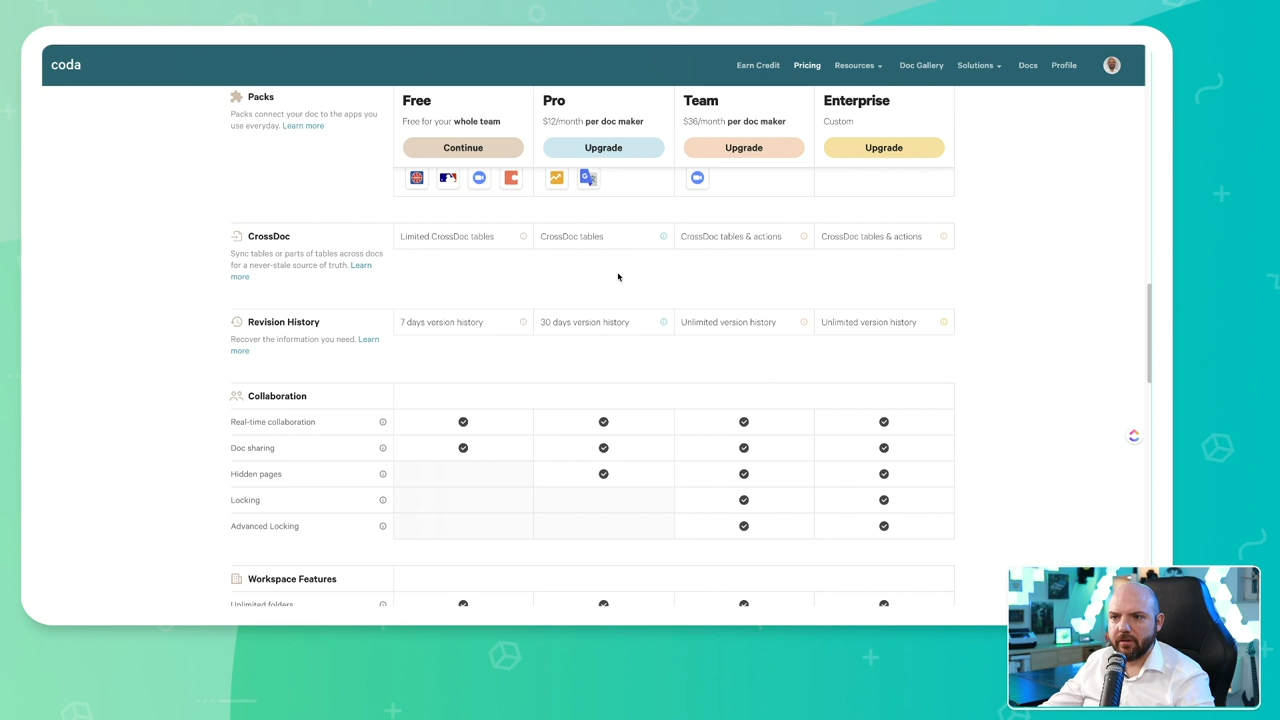 coda
Earn Credit
Pricing
Resources
Doc Gallery
Solutions
Docs
Profile
Packs
Packs connect your doc to the apps you
use everyday. Learn more
Free
Free for your whole team
Continue
Pro
$12/month per doc maker
Upgrade
Team
$36/month per doc maker
Upgrade
Enterprise
Custom
Upgrade
CrossDoc
Sync tables or parts of tables across docs
for a never-stale source of truth. Learn
more
Limited CrossDoc tables
CrossDoc tables
CrossDoc tables & actions
CrossDoc tables & actions
Revision History
Recover the information you need. Learn
more
7 days version history
30 days version history
Unlimited version history
Unlimited version history
Collaboration
Real-time collaboration
Doc sharing
Hidden pages
Locking
Advanced Locking
Workspace Features
Unlimited folders